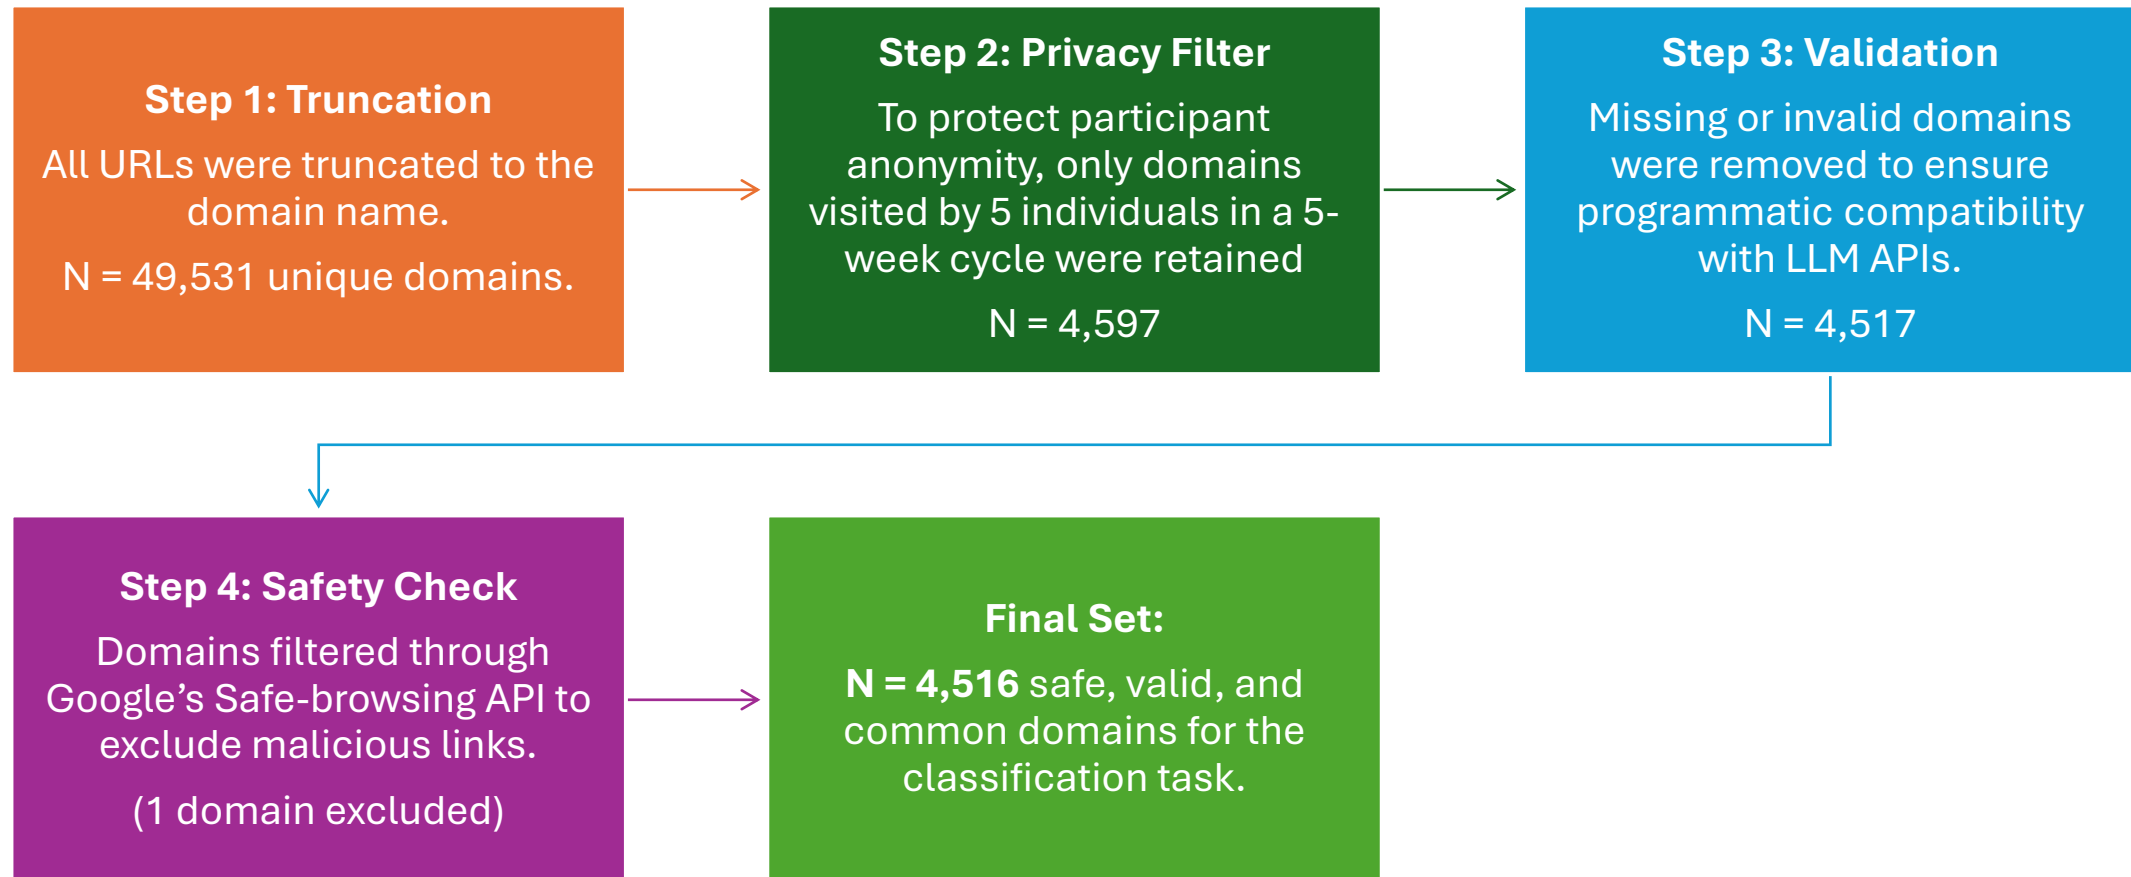 Step 1: Truncation
All URLs were truncated to the
domain name.
N = 49,531 unique domains.
Step 2: Privacy Filter
To protect participant
anonymity, only domains
visited by 5 individuals in a 5-
week cycle were retained
N = 4,597
Step 3: Validation
Missing or invalid domains
were removed to ensure
programmatic compatibility
with LLM APIs.
N = 4,517
Step 4: Safety Check
Domains filtered through
Google’s Safe-browsing API to
exclude malicious links.
(1 domain excluded)
Final Set:
N = 4,516 safe, valid, and
common domains for the
classification task.